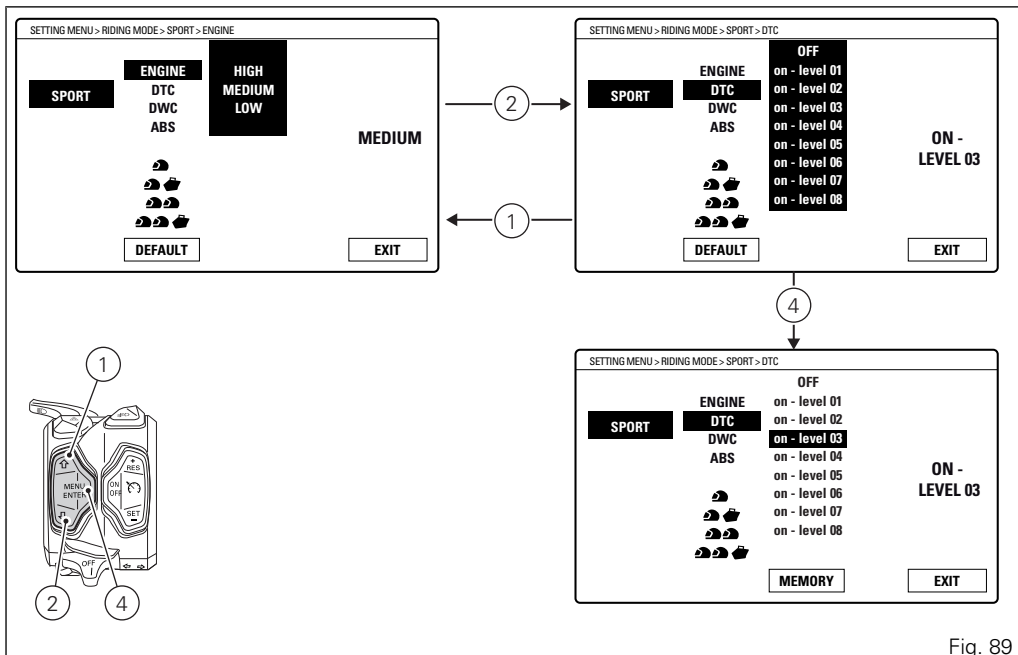 SETTING MENU > RIDING MODE > SPORT > ENGINE
SPORT
ENGINE
DTC
DWC
ABS
HIGH
MEDIUM
LOW
MEDIUM
DEFAULT
EXIT
2
1
SETTING MENU > RIDING MODE > SPORT > DTC
SPORT
ENGINE
DTC
DWC
ABS
OFF
on - level 01
on - level 02
on - level 03
on - level 04
on - level 05
on - level 06
on - level 07
on - level 08
ON -
LEVEL 03
DEFAULT
EXIT
4
SETTING MENU > RIDING MODE > SPORT > DTC
SPORT
ENGINE
DTC
DWC
ABS
OFF
on - level 01
on - level 02
on - level 03
on - level 04
on - level 05
on - level 06
on - level 07
on - level 08
ON -
LEVEL 03
MEMORY
EXIT
1
MENU
ENTER
ON
OFF
+
RES
SET
-
OFF
2
4
Fig. 89